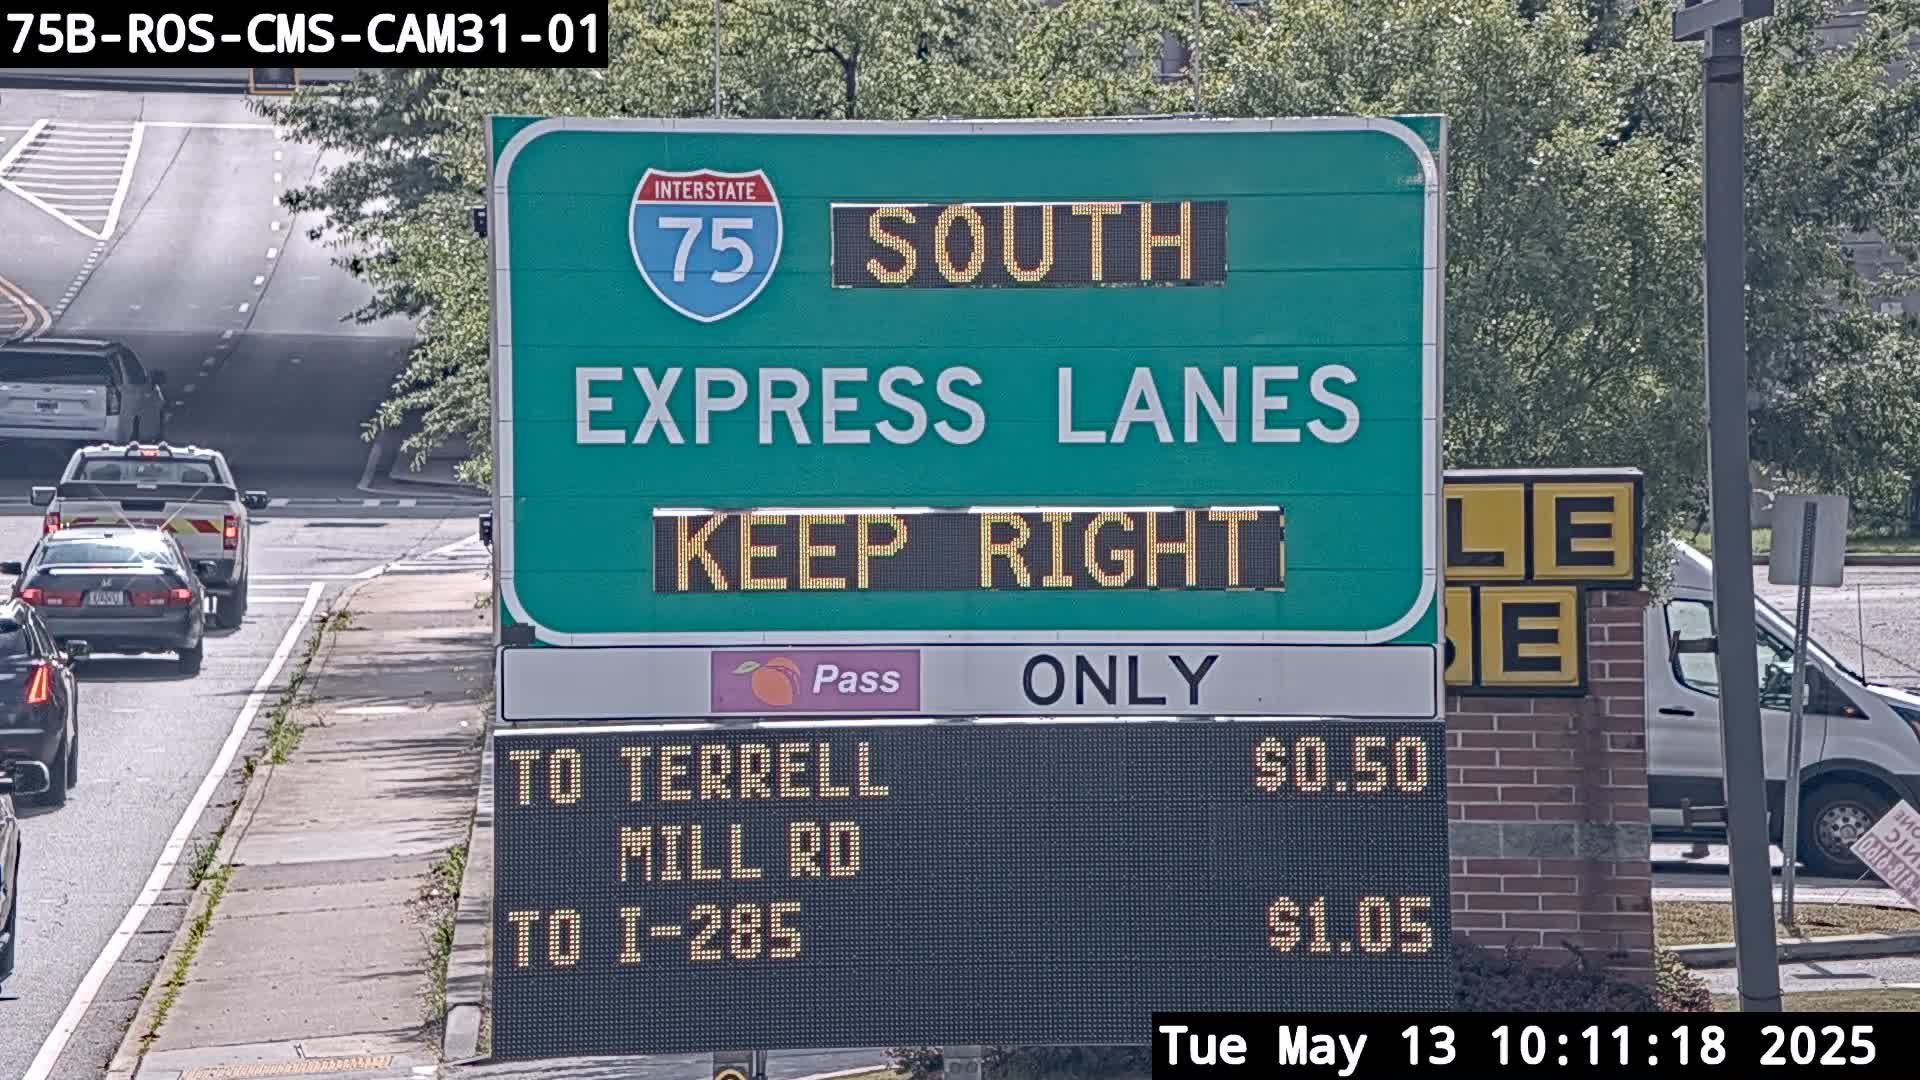 75B-ROS-CMS-CAM31-01
INTERSTATE
75
SOUTH
EXPRESS LANES
KEEP RIGHT
Pass ONLY
TO TERRELL $0.50
MILL RD
TO I-285 $1.05
LE
E
Tue May 13 10:11:18 2025